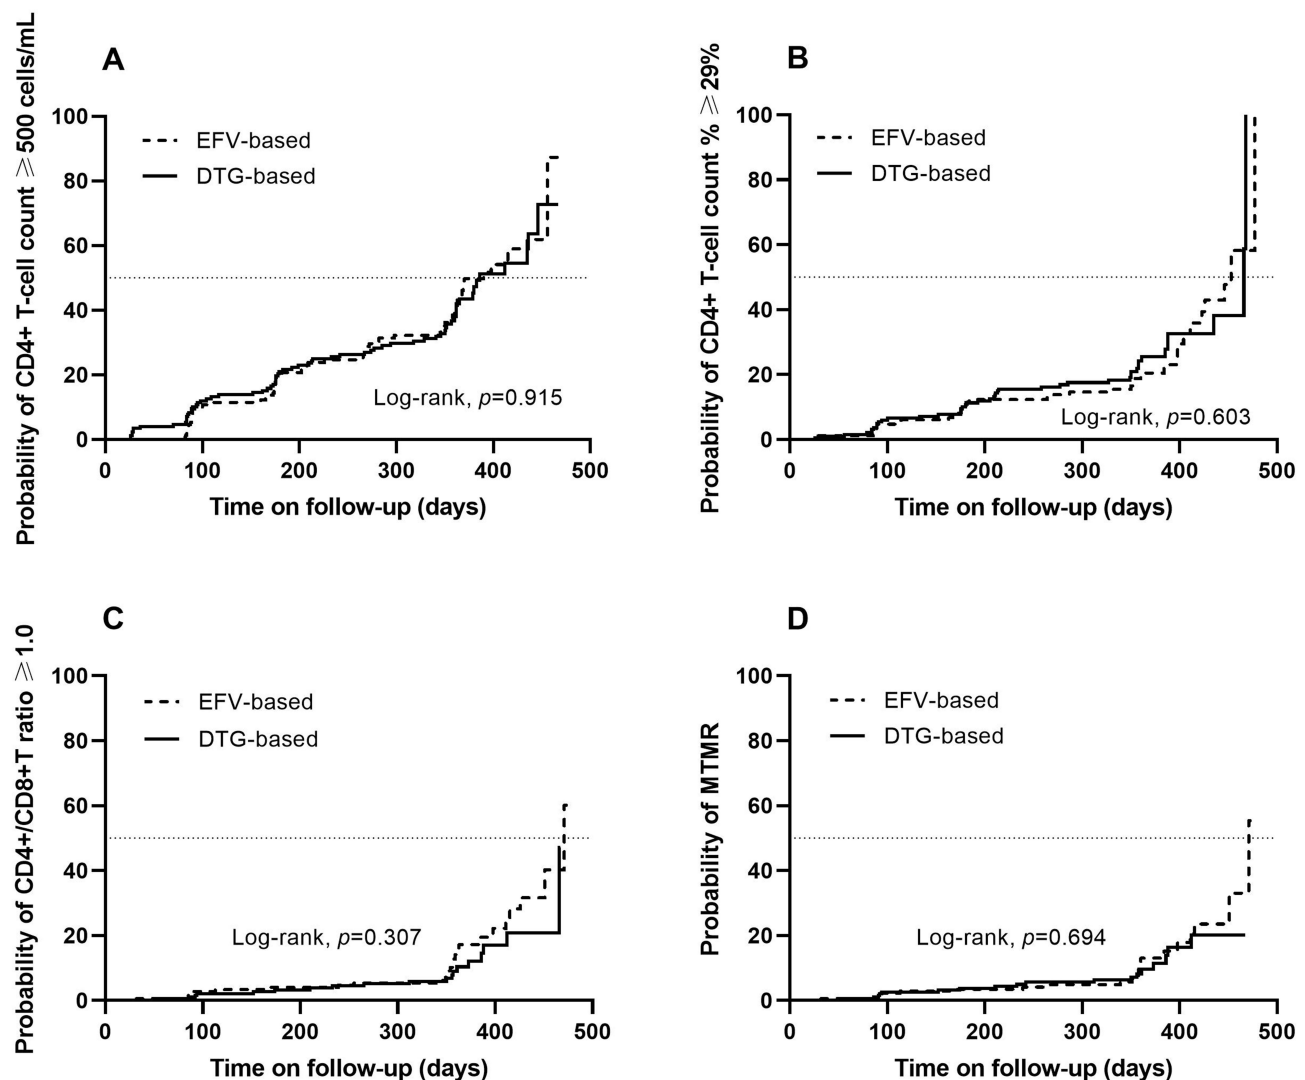 A
Probability of CD4+ T-cell count ⩾500 cells/mL
100
80
60
40
20
0
EFV-based
DTG-based
Log-rank, p=0.915
0 100 200 300 400 500
Time on follow-up (days)
B
Probability of CD4+ T-cell count % ⩾29%
100
80
60
40
20
0
EFV-based
DTG-based
Log-rank, p=0.603
0 100 200 300 400 500
Time on follow-up (days)
C
Probability of CD4+/CD8+T ratio ⩾1.0
100
80
60
40
20
0
EFV-based
DTG-based
Log-rank, p=0.307
0 100 200 300 400 500
Time on follow-up (days)
D
Probability of MTMR
100
80
60
40
20
0
EFV-based
DTG-based
Log-rank, p=0.694
0 100 200 300 400 500
Time on follow-up (days)